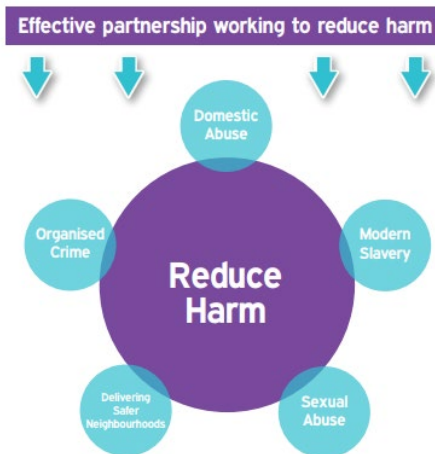 Effective partnership working to reduce harm
Domestic
Abuse
Organised
Crime
Modern
Slavery
Reduce
Harm
Delivering
Safer
Neighbourhoods
Sexual
Abuse